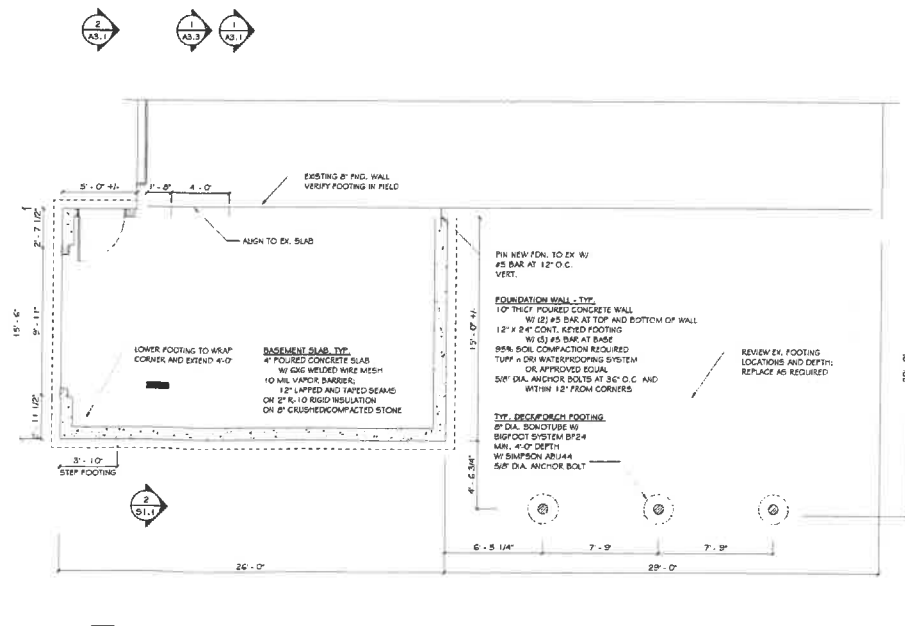 2
A3.1
1
A3.3
1
A3.1
EXISTING 8" FND. WALL
VERIFY FOOTING IN FIELD
5' - 0" +/-
1' - 8"
4' - 0"
ALIGN TO EX. SLAB
2' - 7 1/2"
15' - 6"
9' - 11"
11 1/2"
PIN NEW FDN. TO EX W/
#5 BAR AT 12" O.C.
VERT.
15' - 0" +/-
FOUNDATION WALL - TYP.
10" THICK POURED CONCRETE WALL
W/ (2) #5 BAR AT TOP AND BOTTOM OF WALL
12" X 24" CONT. KEYED FOOTING
W/ (3) #5 BAR AT BASE
95% SOIL COMPACTION REQUIRED
TUFF n DRI WATERPROOFING SYSTEM
OR APPROVED EQUAL
5/8" DIA. ANCHOR BOLTS AT 36" O.C. AND
WITHIN 12" FROM CORNERS
LOWER FOOTING TO WRAP
CORNER AND EXTEND 4'-0"
BASEMENT SLAB, TYP.
4" POURED CONCRETE SLAB
W/ 6X6 WELDED WIRE MESH
10 MIL VAPOR BARRIER;
12" LAPPED AND TAPED SEAMS
ON 2" R-10 RIGID INSULATION
ON 8" CRUSHED/COMPACTED STONE
REVIEW EX. FOOTING
LOCATIONS AND DEPTH;
REPLACE AS REQUIRED
TYP. DECK/PORCH FOOTING
8" DIA. SONOTUBE W/
BIGFOOT SYSTEM BF24
MIN. 4'-0" DEPTH
W/ SIMPSON ABU44
5/8" DIA. ANCHOR BOLT
3' - 10"
STEP FOOTING
4' - 6 3/4"
2
S1.1
6' - 5 1/4"
7' - 9"
7' - 9"
26' - 0"
29' - 0"